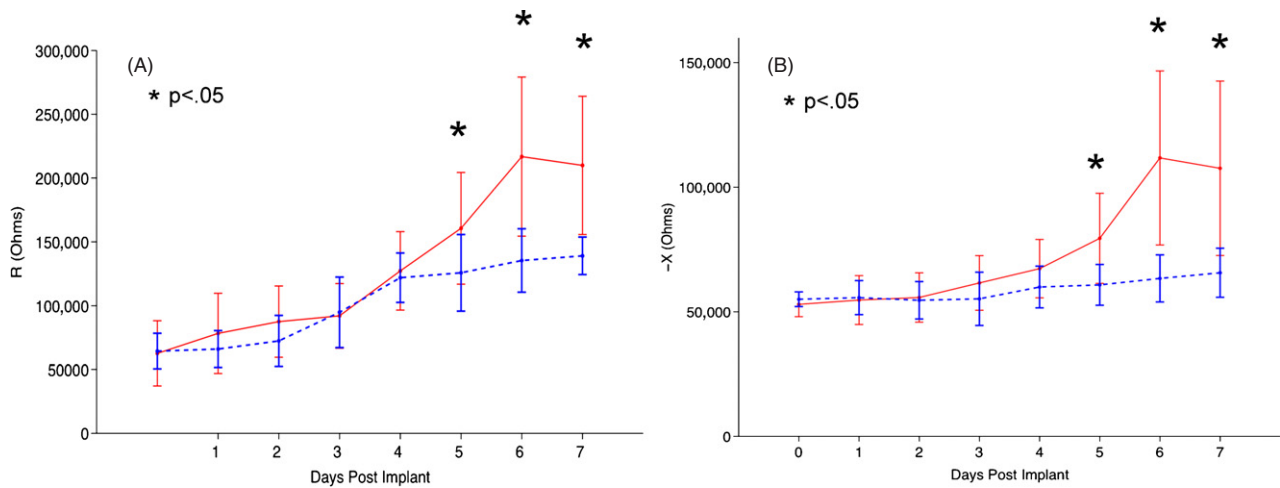 (A)
* p<.05
R (Ohms)
300,000
250,000
200,000
150,000
100,000
50000
0
1 2 3 4 5 6 7
Days Post Implant
*
*
*
(B)
* p<.05
−X (Ohms)
150,000
100,000
50,000
0
0 1 2 3 4 5 6 7
Days Post Implant
*
*
*